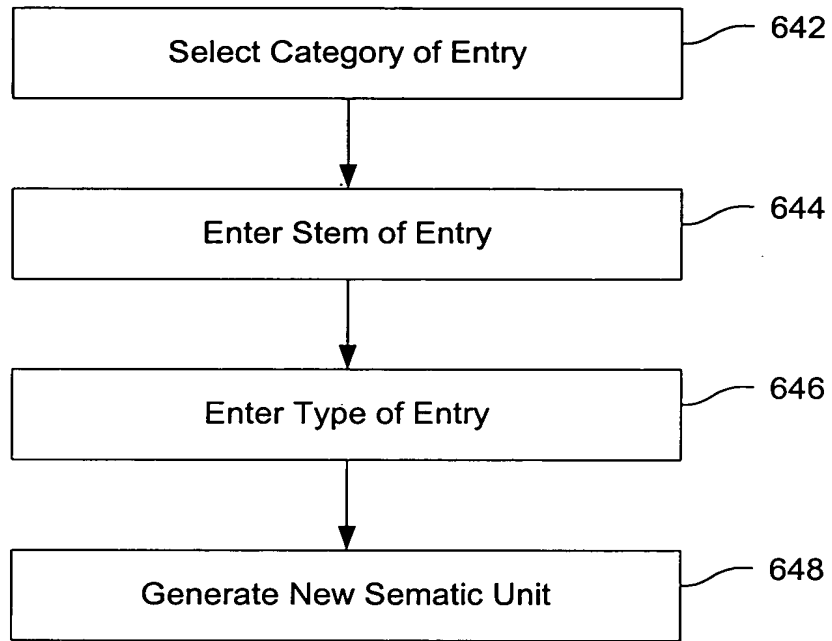 Select Category of Entry
642
Enter Stem of Entry
644
Enter Type of Entry
646
Generate New Sematic Unit
648